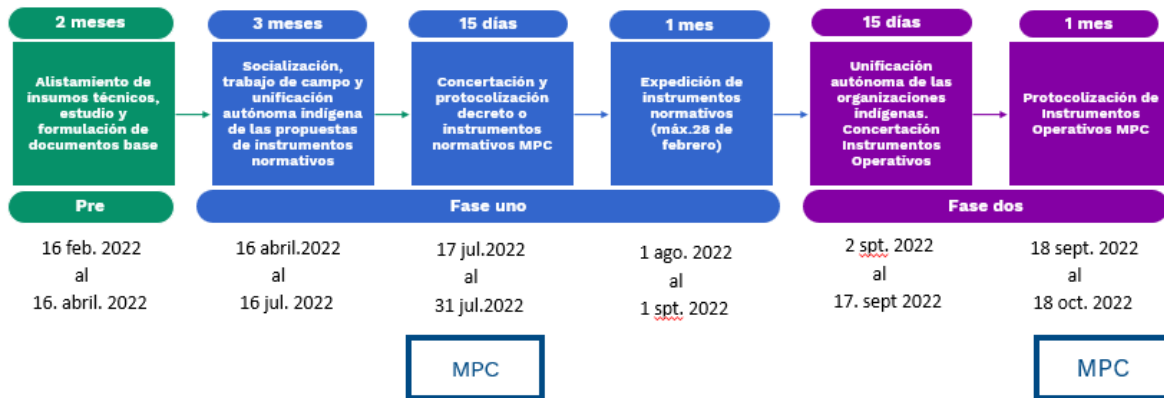 2 meses
3 meses
15 días
1 mes
15 días
1 mes
Alistamiento de
insumos técnicos,
estudio y
formulación de
documentos base
Socialización,
trabajo de campo y
unificación
autónoma indígena
de las propuestas
de instrumentos
normativos
Concertación y
protocolización
decreto o
instrumentos
normativos MPC
Expedición de
instrumentos
normativos
(máx.28 de
febrero)
Unificación
autónoma de las
organizaciones
indígenas.
Concertación
Instrumentos
Operativos
Protocolización de
Instrumentos
Operativos MPC
Pre
Fase uno
Fase dos
16 feb. 2022
al
16. abril. 2022
16 abril.2022
al
16 jul. 2022
17 jul.2022
al
31 jul.2022
1 ago. 2022
al
1 spt. 2022
2 spt. 2022
al
17. sept 2022
18 sept. 2022
al
18 oct. 2022
MPC
MPC